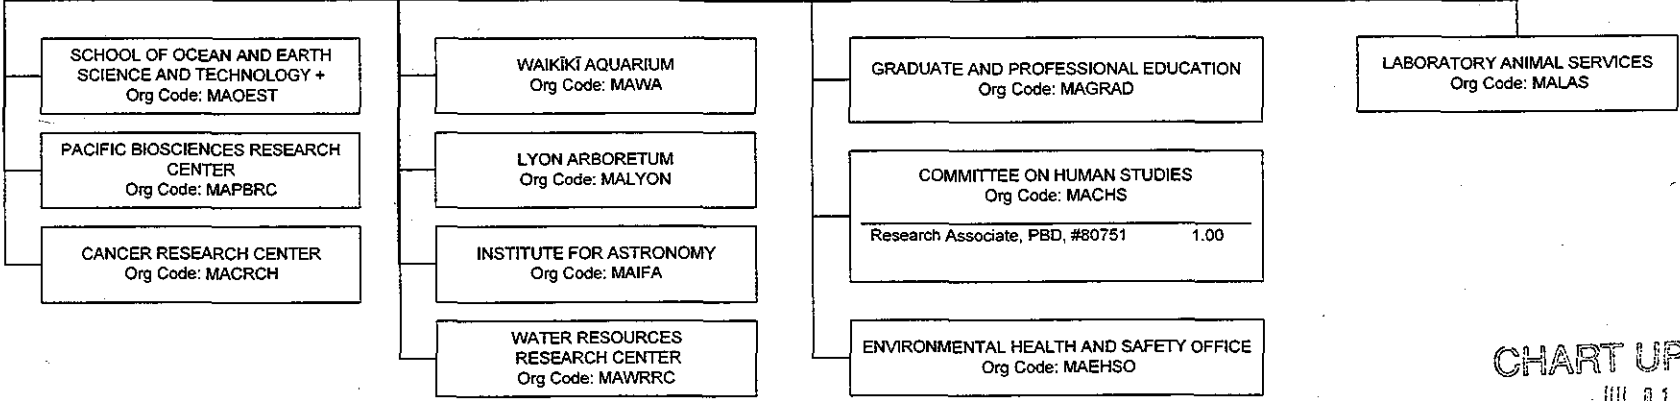 SCHOOL OF OCEAN AND EARTH
SCIENCE AND TECHNOLOGY +
Org Code: MAOEST
PACIFIC BIOSCIENCES RESEARCH
CENTER
Org Code: MAPBRC
CANCER RESEARCH CENTER
Org Code: MACRCH
WAIKĪKĪ AQUARIUM
Org Code: MAWA
LYON ARBORETUM
Org Code: MALYON
INSTITUTE FOR ASTRONOMY
Org Code: MAIFA
WATER RESOURCES
RESEARCH CENTER
Org Code: MAWRRC
GRADUATE AND PROFESSIONAL EDUCATION
Org Code: MAGRAD
COMMITTEE ON HUMAN STUDIES
Org Code: MACHS
Research Associate, PBD, #80751 1.00
ENVIRONMENTAL HEALTH AND SAFETY OFFICE
Org Code: MAEHSO
LABORATORY ANIMAL SERVICES
Org Code: MALAS
CHART UP